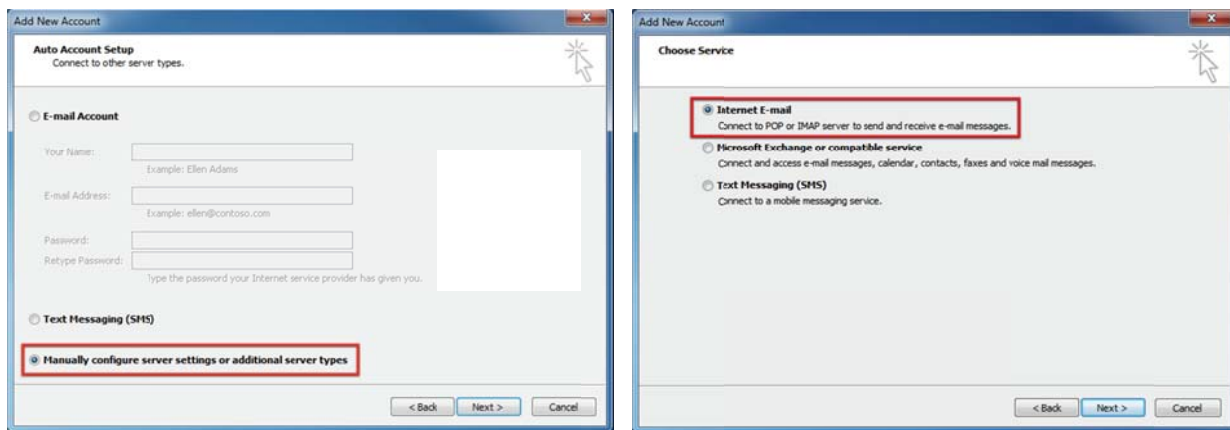 Add New Account
Auto Account Setup
Connect to other server types.
E-mail Account
Your Name:
Example: Ellen Adams
E-mail Address:
Example: ellen@contoso.com
Password:
Retype Password:
Type the password your Internet service provider has given you.
Text Messaging (SMS)
Manually configure server settings or additional server types
< Back
Next >
Cancel
Add New Account
Choose Service
Internet E-mail
Connect to POP or IMAP server to send and receive e-mail messages.
Microsoft Exchange or compatible service
Connect and access e-mail messages, calendar, contacts, faxes and voice mail messages.
Text Messaging (SMS)
Connect to a mobile messaging service.
< Back
Next >
Cancel